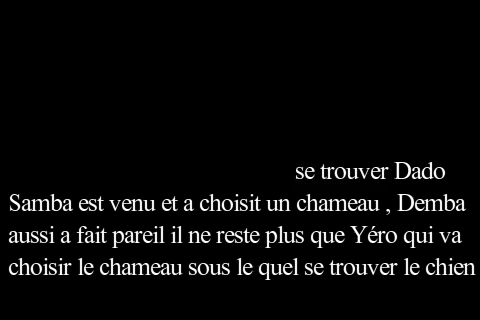 se trouver Dado
Samba est venu et a choisit un chameau , Demba
aussi a fait pareil il ne reste plus que Yéro qui va
choisir le chameau sous le quel se trouver le chien